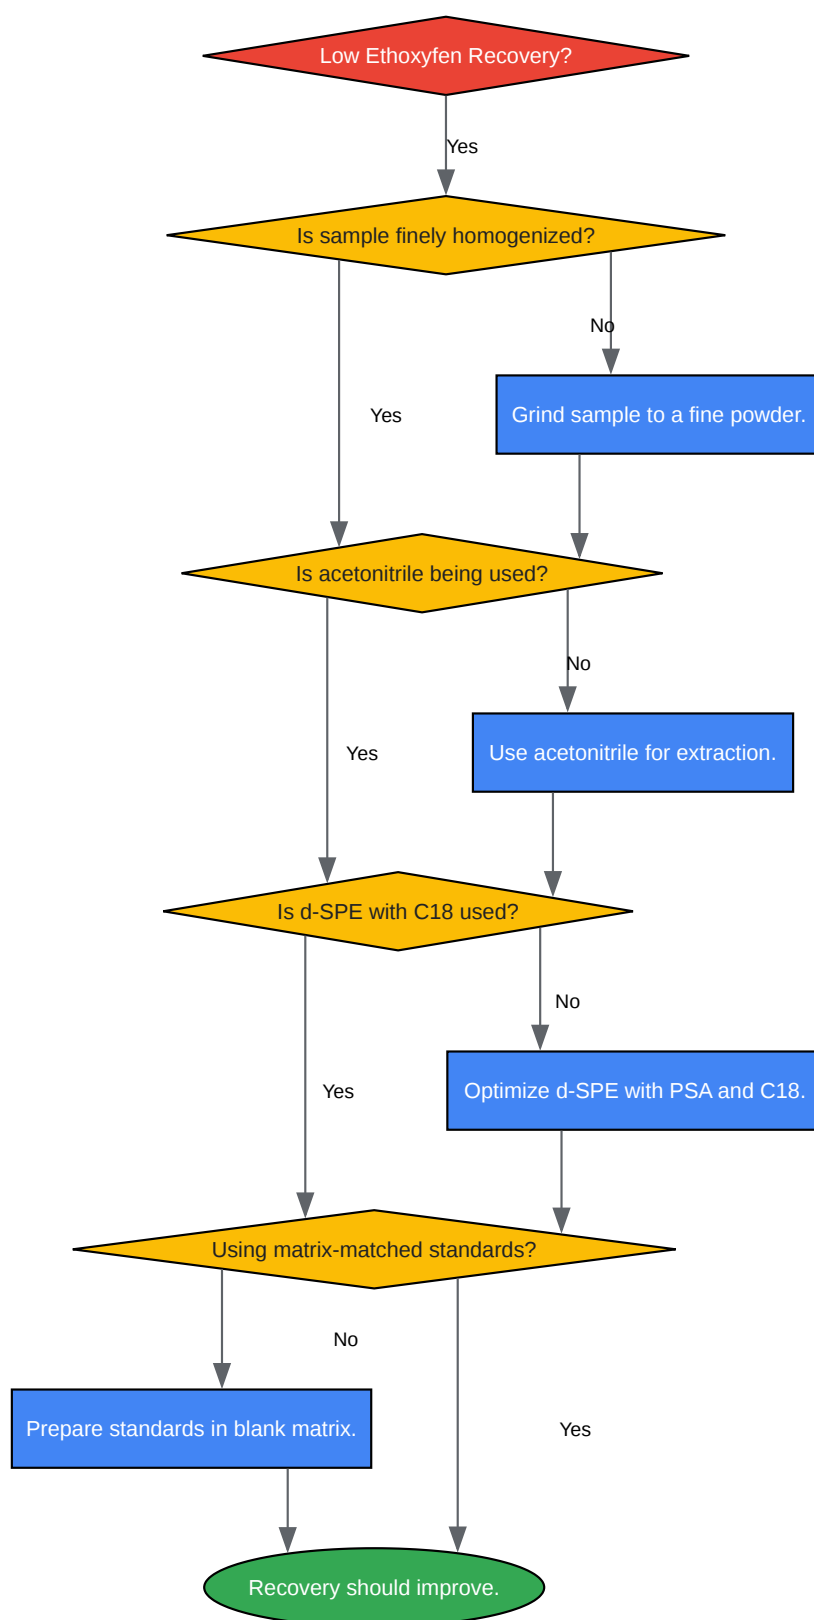 Low Ethoxyfen Recovery?
Yes
Is sample finely homogenized?
No
Yes
Grind sample to a fine powder.
Is acetonitrile being used?
No
Yes
Use acetonitrile for extraction.
Is d-SPE with C18 used?
No
Yes
Optimize d-SPE with PSA and C18.
Using matrix-matched standards?
No
Prepare standards in blank matrix.
Yes
Recovery should improve.